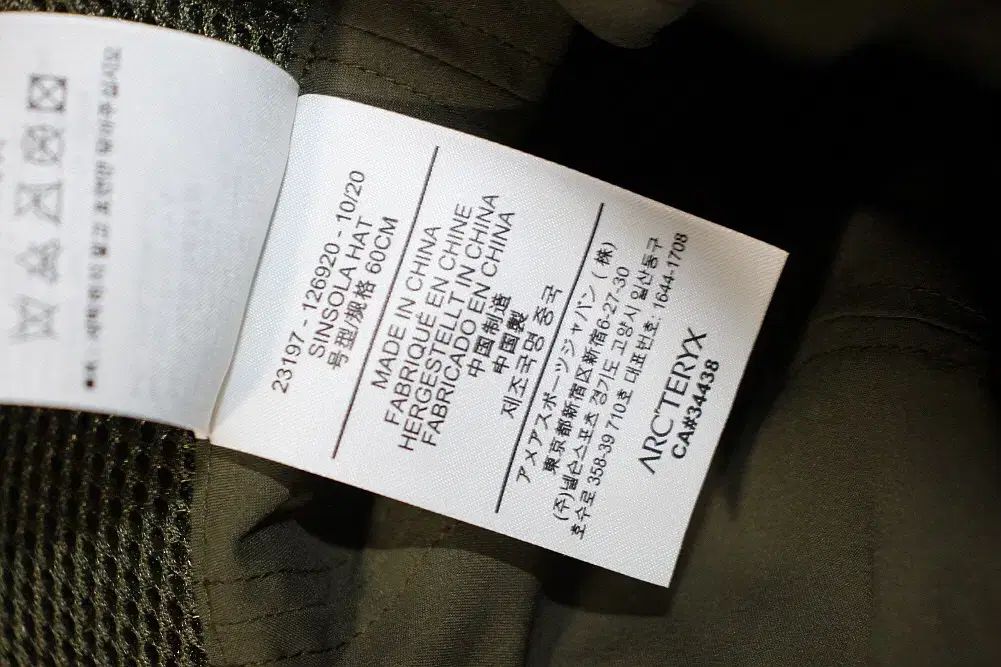 23197 - 126920 - 10/20
SINSOLA HAT
号型/规格 60CM
MADE IN CHINA
FABRIQUÉ EN CHINE
HERGESTELLT IN CHINA
FABRICADO EN CHINA
中国制造
中国製
제조국명 중국
アメアスポーツジャパン (株)
東京都新宿区新宿6-27-30
(주)넬슨스포츠 경기도 고양시 일산동구
호수로 358-39 710호 대표번호: 1644-1708
ARC'TERYX
CA#34438